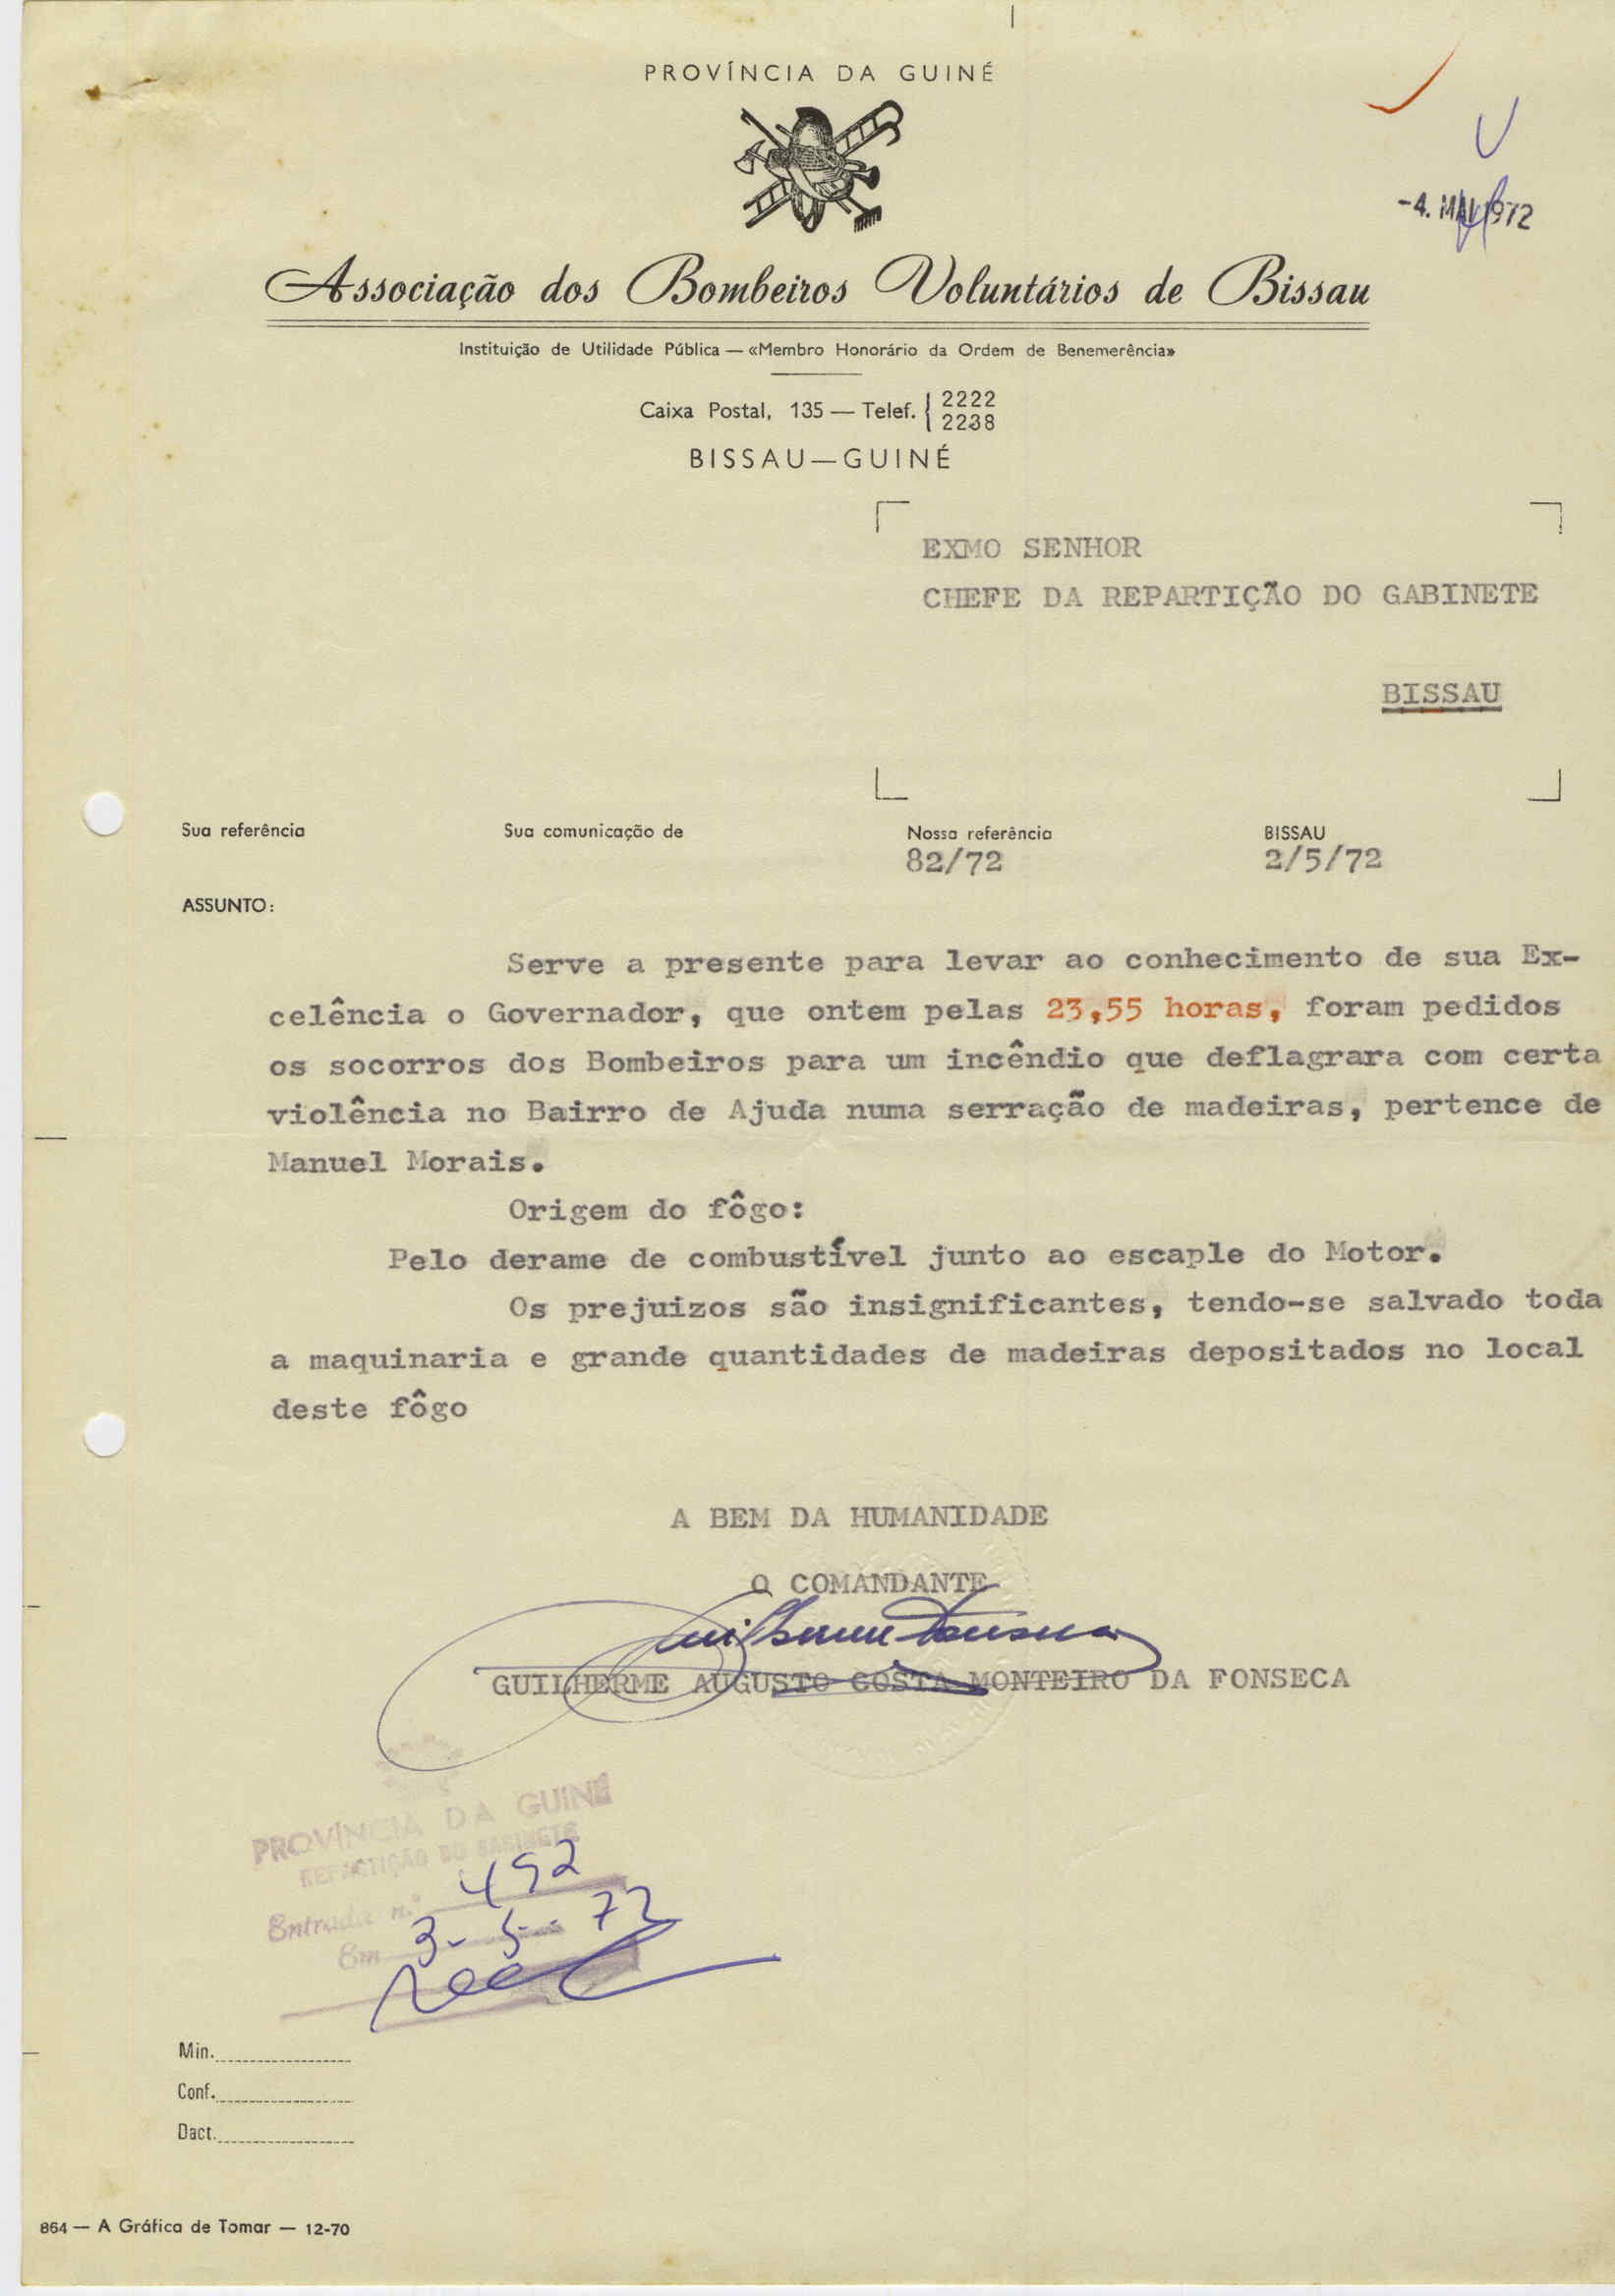 PROVÍNCIA DA GUINÉ
-4. MAI 1972
Associação dos Bombeiros Voluntários de Bissau
Instituição de Utilidade Pública — «Membro Honorário da Ordem de Benemerência»
Caixa Postal, 135 — Telef. { 2222
2238
BISSAU—GUINÉ
EXMO SENHOR
CHEFE DA REPARTIÇÃO DO GABINETE
BISSAU
Sua referência Sua comunicação de Nossa referência BISSAU
82/72 2/5/72
ASSUNTO:
Serve a presente para levar ao conhecimento de sua Ex-
celência o Governador, que ontem pelas 23,55 horas, foram pedidos
os socorros dos Bombeiros para um incêndio que deflagrara com certa
violência no Bairro de Ajuda numa serração de madeiras, pertence de
Manuel Morais.
Origem do fôgo:
Pelo derame de combustível junto ao escaple do Motor.
Os prejuizos são insignificantes, tendo-se salvado toda
a maquinaria e grande quantidades de madeiras depositados no local
deste fôgo
A BEM DA HUMANIDADE
O COMANDANTE
Guilherme Fonseca
GUILHERME AUGUSTO COSTA MONTEIRO DA FONSECA
PROVÍNCIA DA GUINÉ
REPARTIÇÃO DO GABINETE
Entrada n.º 492
Em 3-5-72
Min.
Conf.
Dact.
864 — A Gráfica de Tomar — 12-70